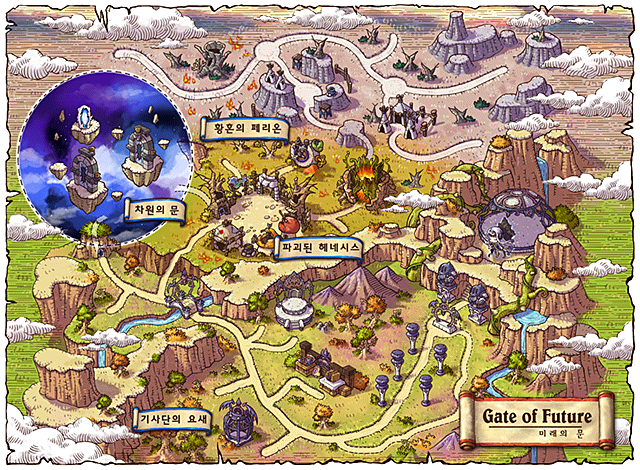 황혼의 페리온
차원의 문
파괴된 헤네시스
기사단의 요새
Gate of Future
미래의 문